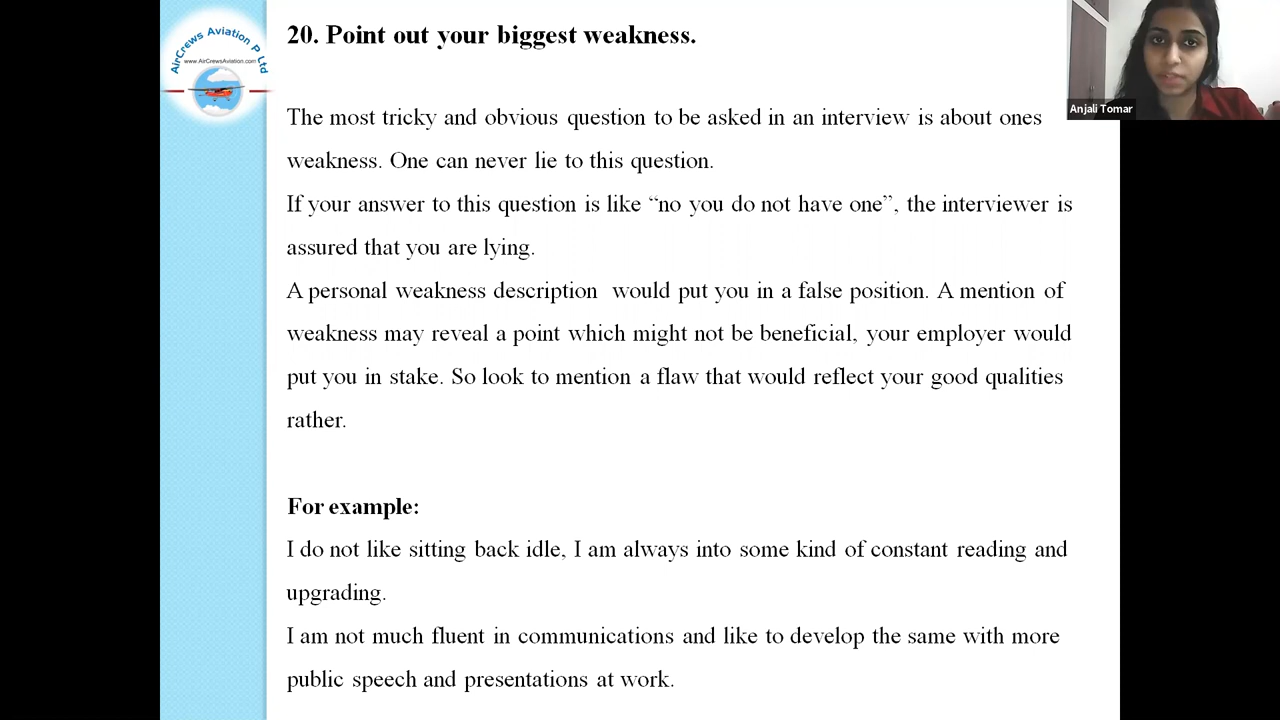 AirCrews Aviation P Ltd
www.AirCrewsAviation.com
20. Point out your biggest weakness.
Anjali Tomar
The most tricky and obvious question to be asked in an interview is about ones
weakness. One can never lie to this question.
If your answer to this question is like “no you do not have one”, the interviewer is
assured that you are lying.
A personal weakness description would put you in a false position. A mention of
weakness may reveal a point which might not be beneficial, your employer would
put you in stake. So look to mention a flaw that would reflect your good qualities
rather.
For example:
I do not like sitting back idle, I am always into some kind of constant reading and
upgrading.
I am not much fluent in communications and like to develop the same with more
public speech and presentations at work.